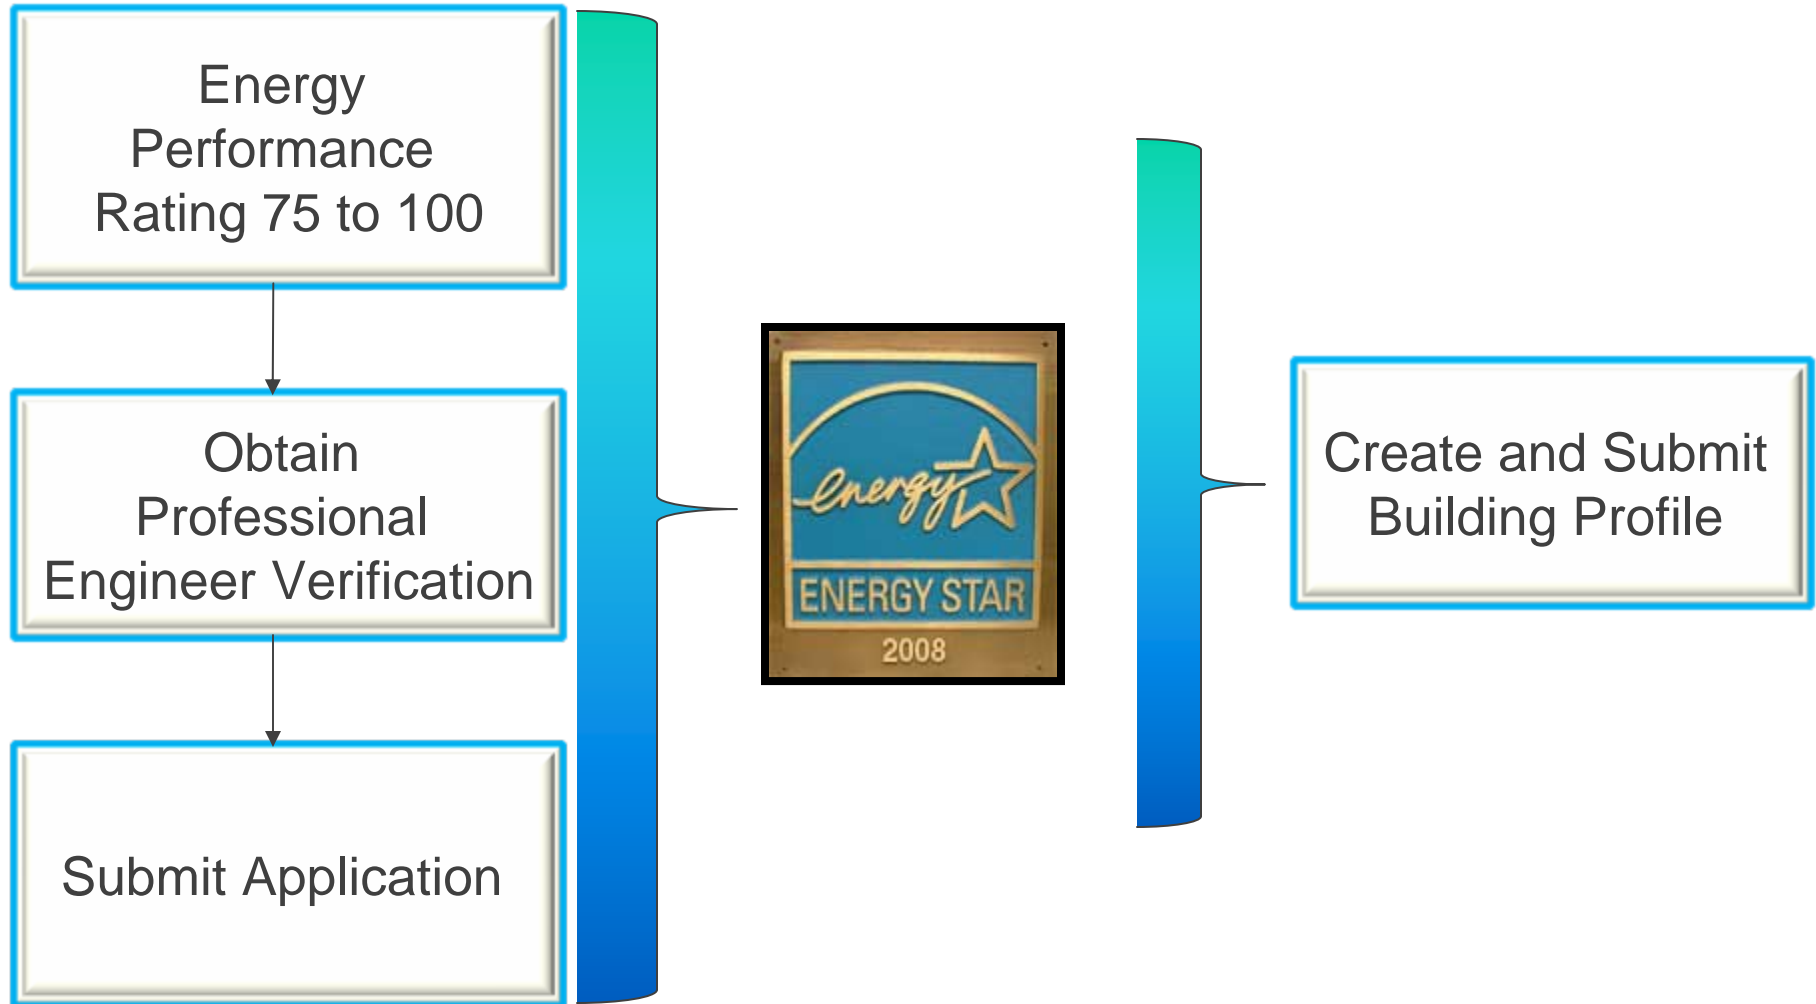 Energy
Performance
Rating 75 to 100
Obtain
Professional
Engineer Verification
Submit Application
energy
ENERGY STAR
2008
Create and Submit
Building Profile